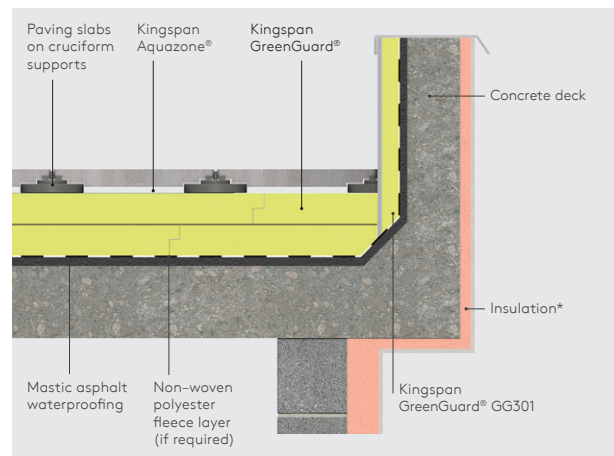 Paving slabs
on cruciform
supports
Kingspan
Aquazone®
Kingspan
GreenGuard®
Concrete deck
Insulation*
Mastic asphalt
waterproofing
Non–woven
polyester
fleece layer
(if required)
Kingspan
GreenGuard® GG301